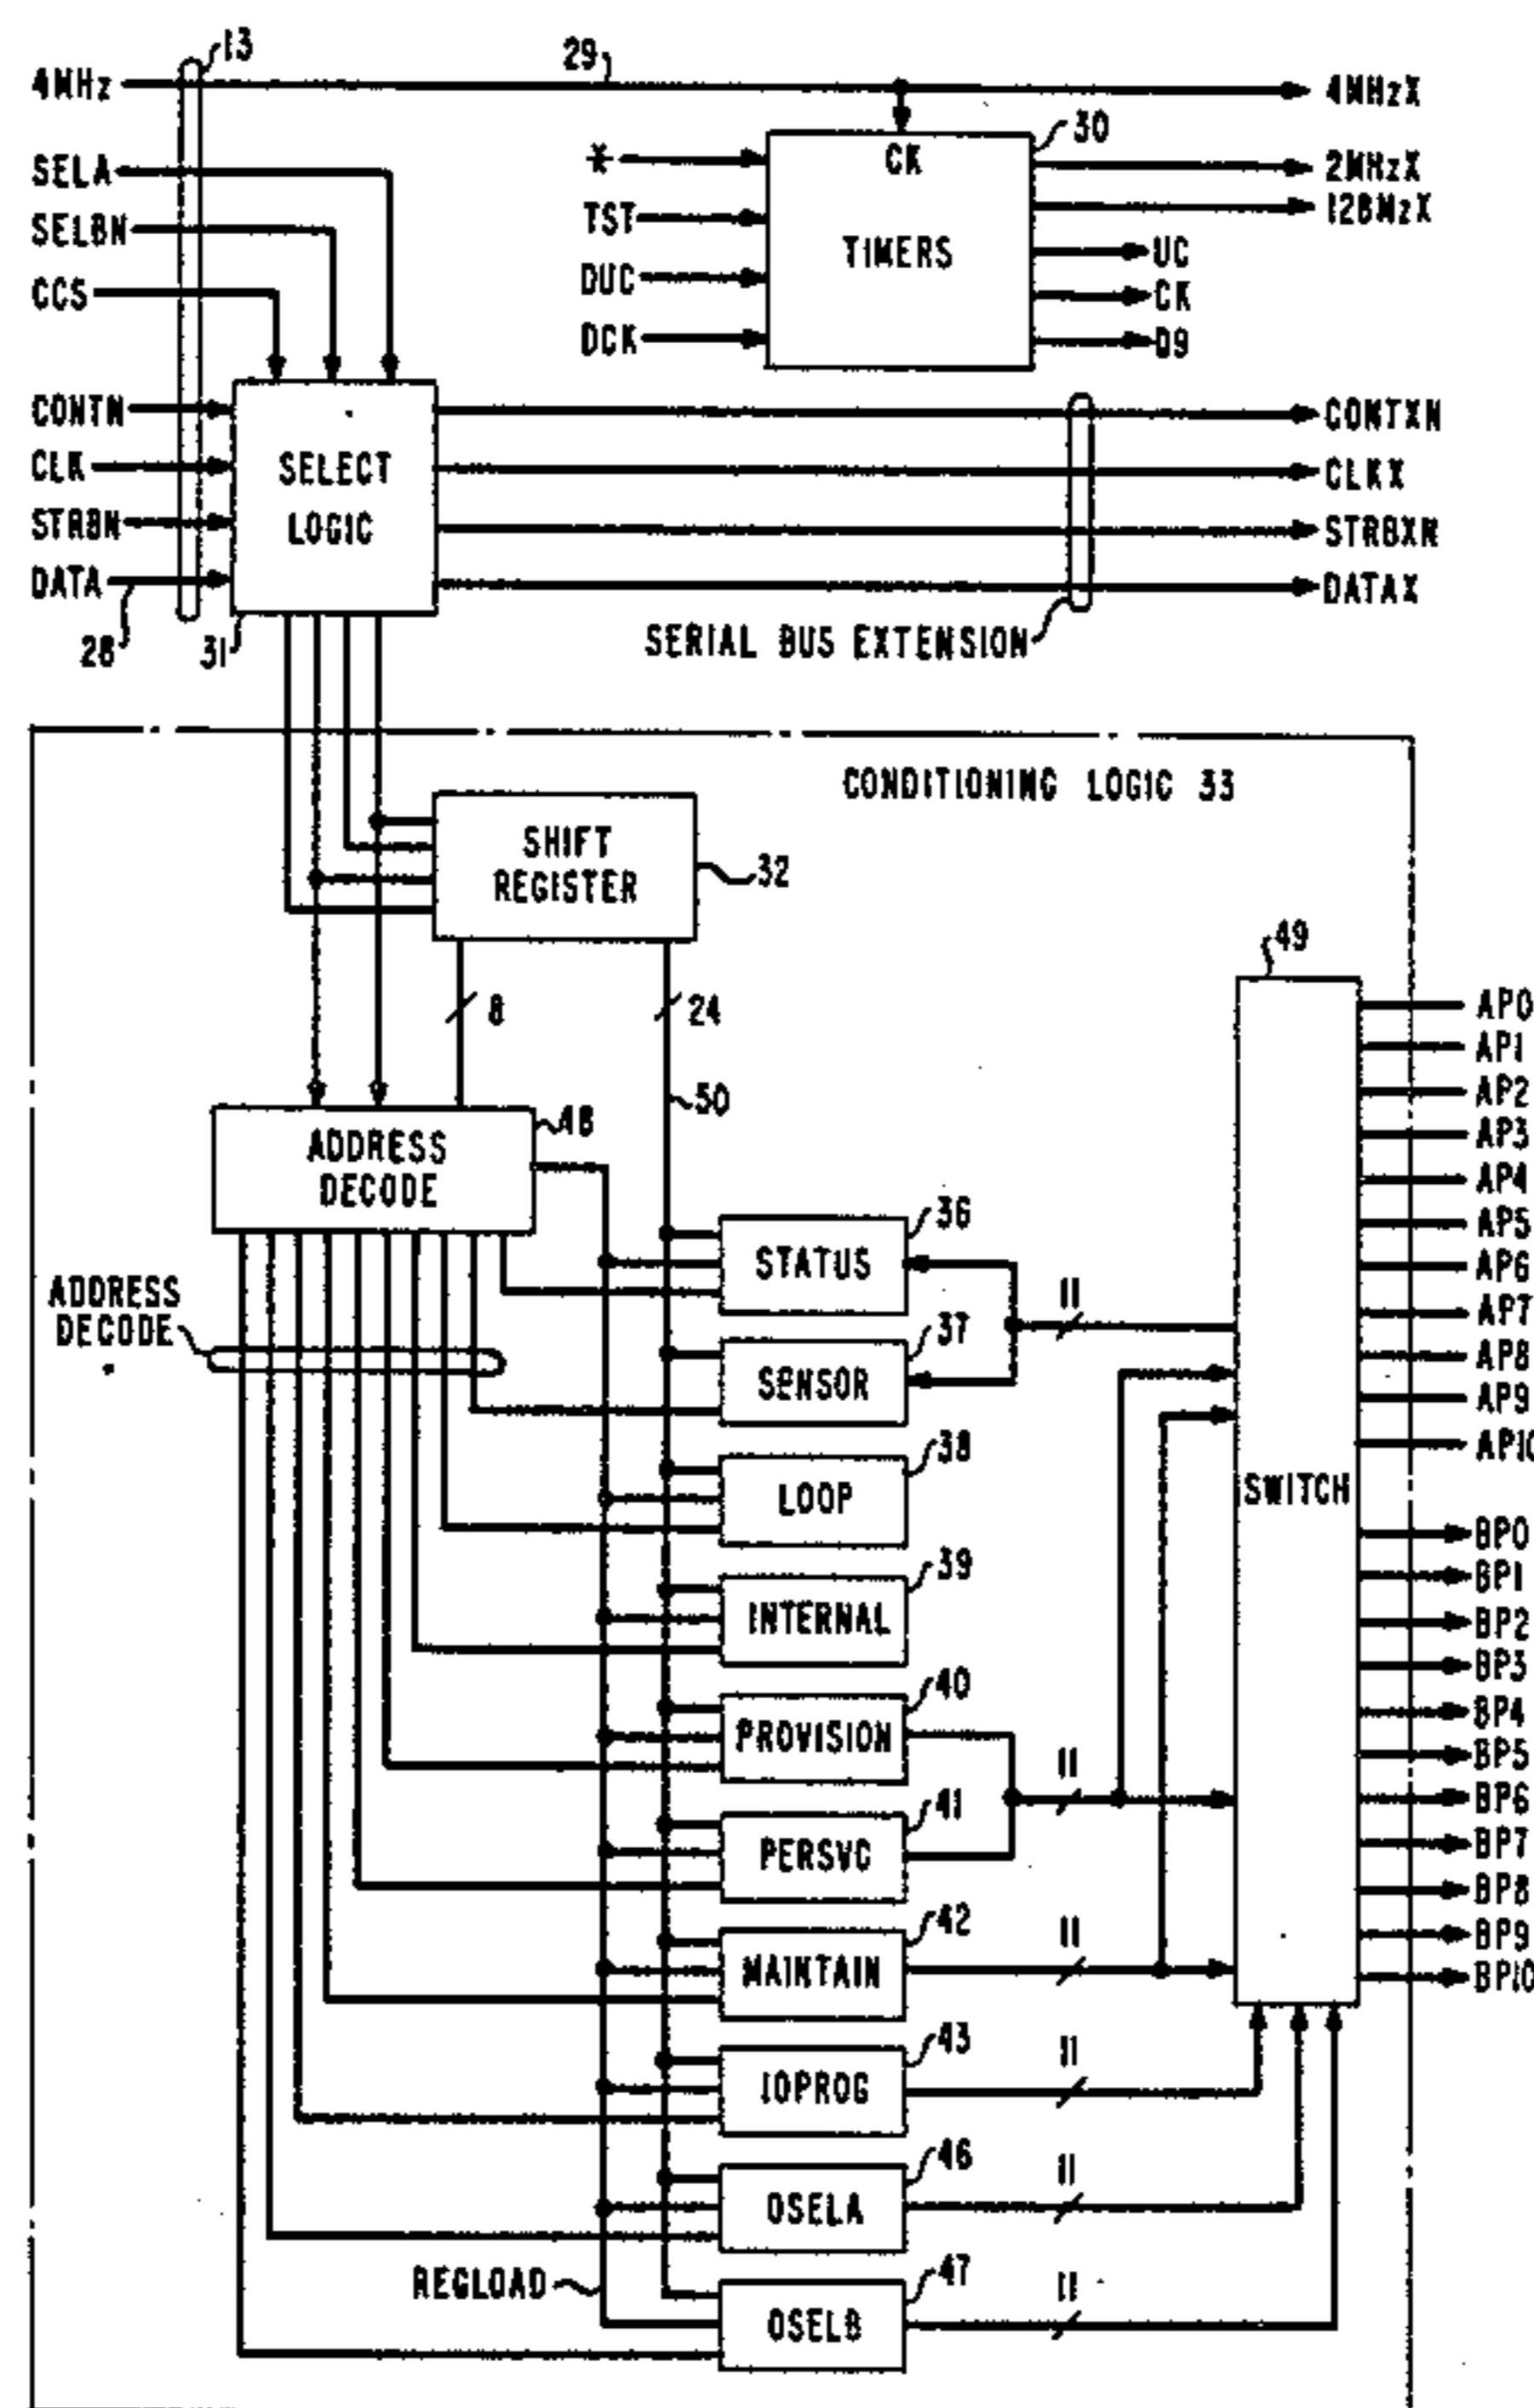 13
29
4MHz
4MHzX
30
SELA
*
CK
2MHzX
SELBN
TST
128MzX
TIMERS
UC
CCS
DUC
CK
DCK
D9
CONTN
CONTXN
CLK
SELECT
LOGIC
CLKX
STRBN
STRBXN
DATA
DATAX
28
31
SERIAL BUS EXTENSION
CONDITIONING LOGIC 33
SHIFT
REGISTER
32
49
8
24
AP0
AP1
50
AP2
48
AP3
ADDRESS
DECODE
AP4
36
AP5
STATUS
AP6
ADDRESS
DECODE
11
AP7
37
AP8
SENSOR
AP9
38
AP10
LOOP
SWITCH
BP0
39
BP1
INTERNAL
BP2
BP3
40
BP4
PROVISION
11
BP5
BP6
41
BP7
PERSVC
BP8
42
11
BP9
MAINTAIN
BP10
43
11
IOPROG
46
11
OSELA
REGLOAD
47
11
OSELB